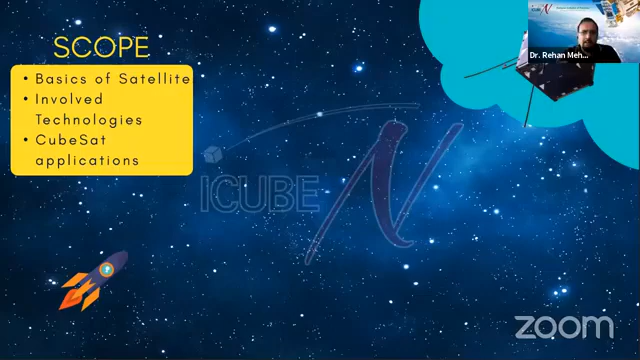 SCOPE
• Basics of Satellite
• Involved
Technologies
• CubeSat
applications
ICUBE N
Dr. Rehan Meh...
zoom